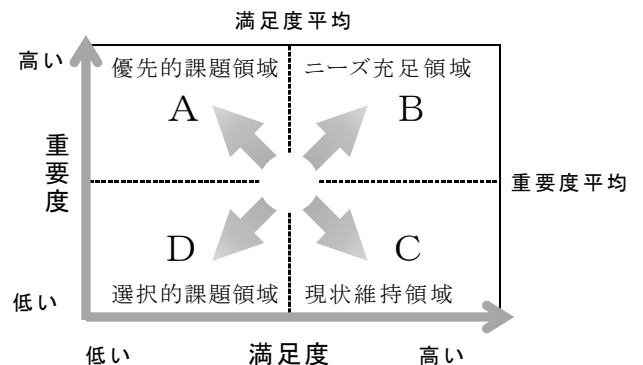 満足度平均
高い
優先的課題領域
ニーズ充足領域
A
B
重要度
重要度平均
D
C
選択的課題領域
現状維持領域
低い
低い
満足度
高い